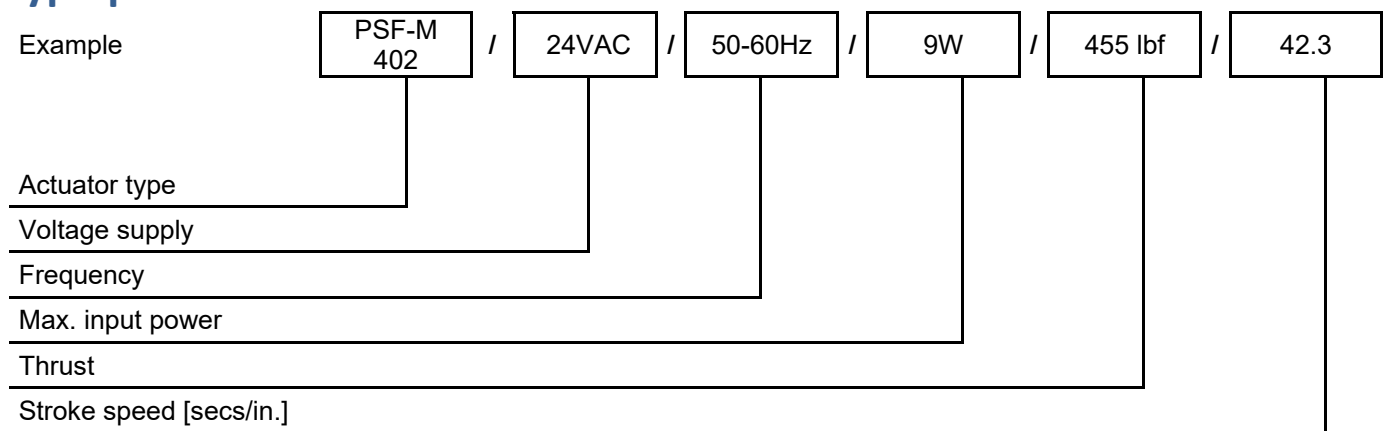 Example PSF-M 402 / 24VAC / 50-60Hz / 9W / 455 lbf / 42.3
Actuator type
Voltage supply
Frequency
Max. input power
Thrust
Stroke speed [secs/in.]